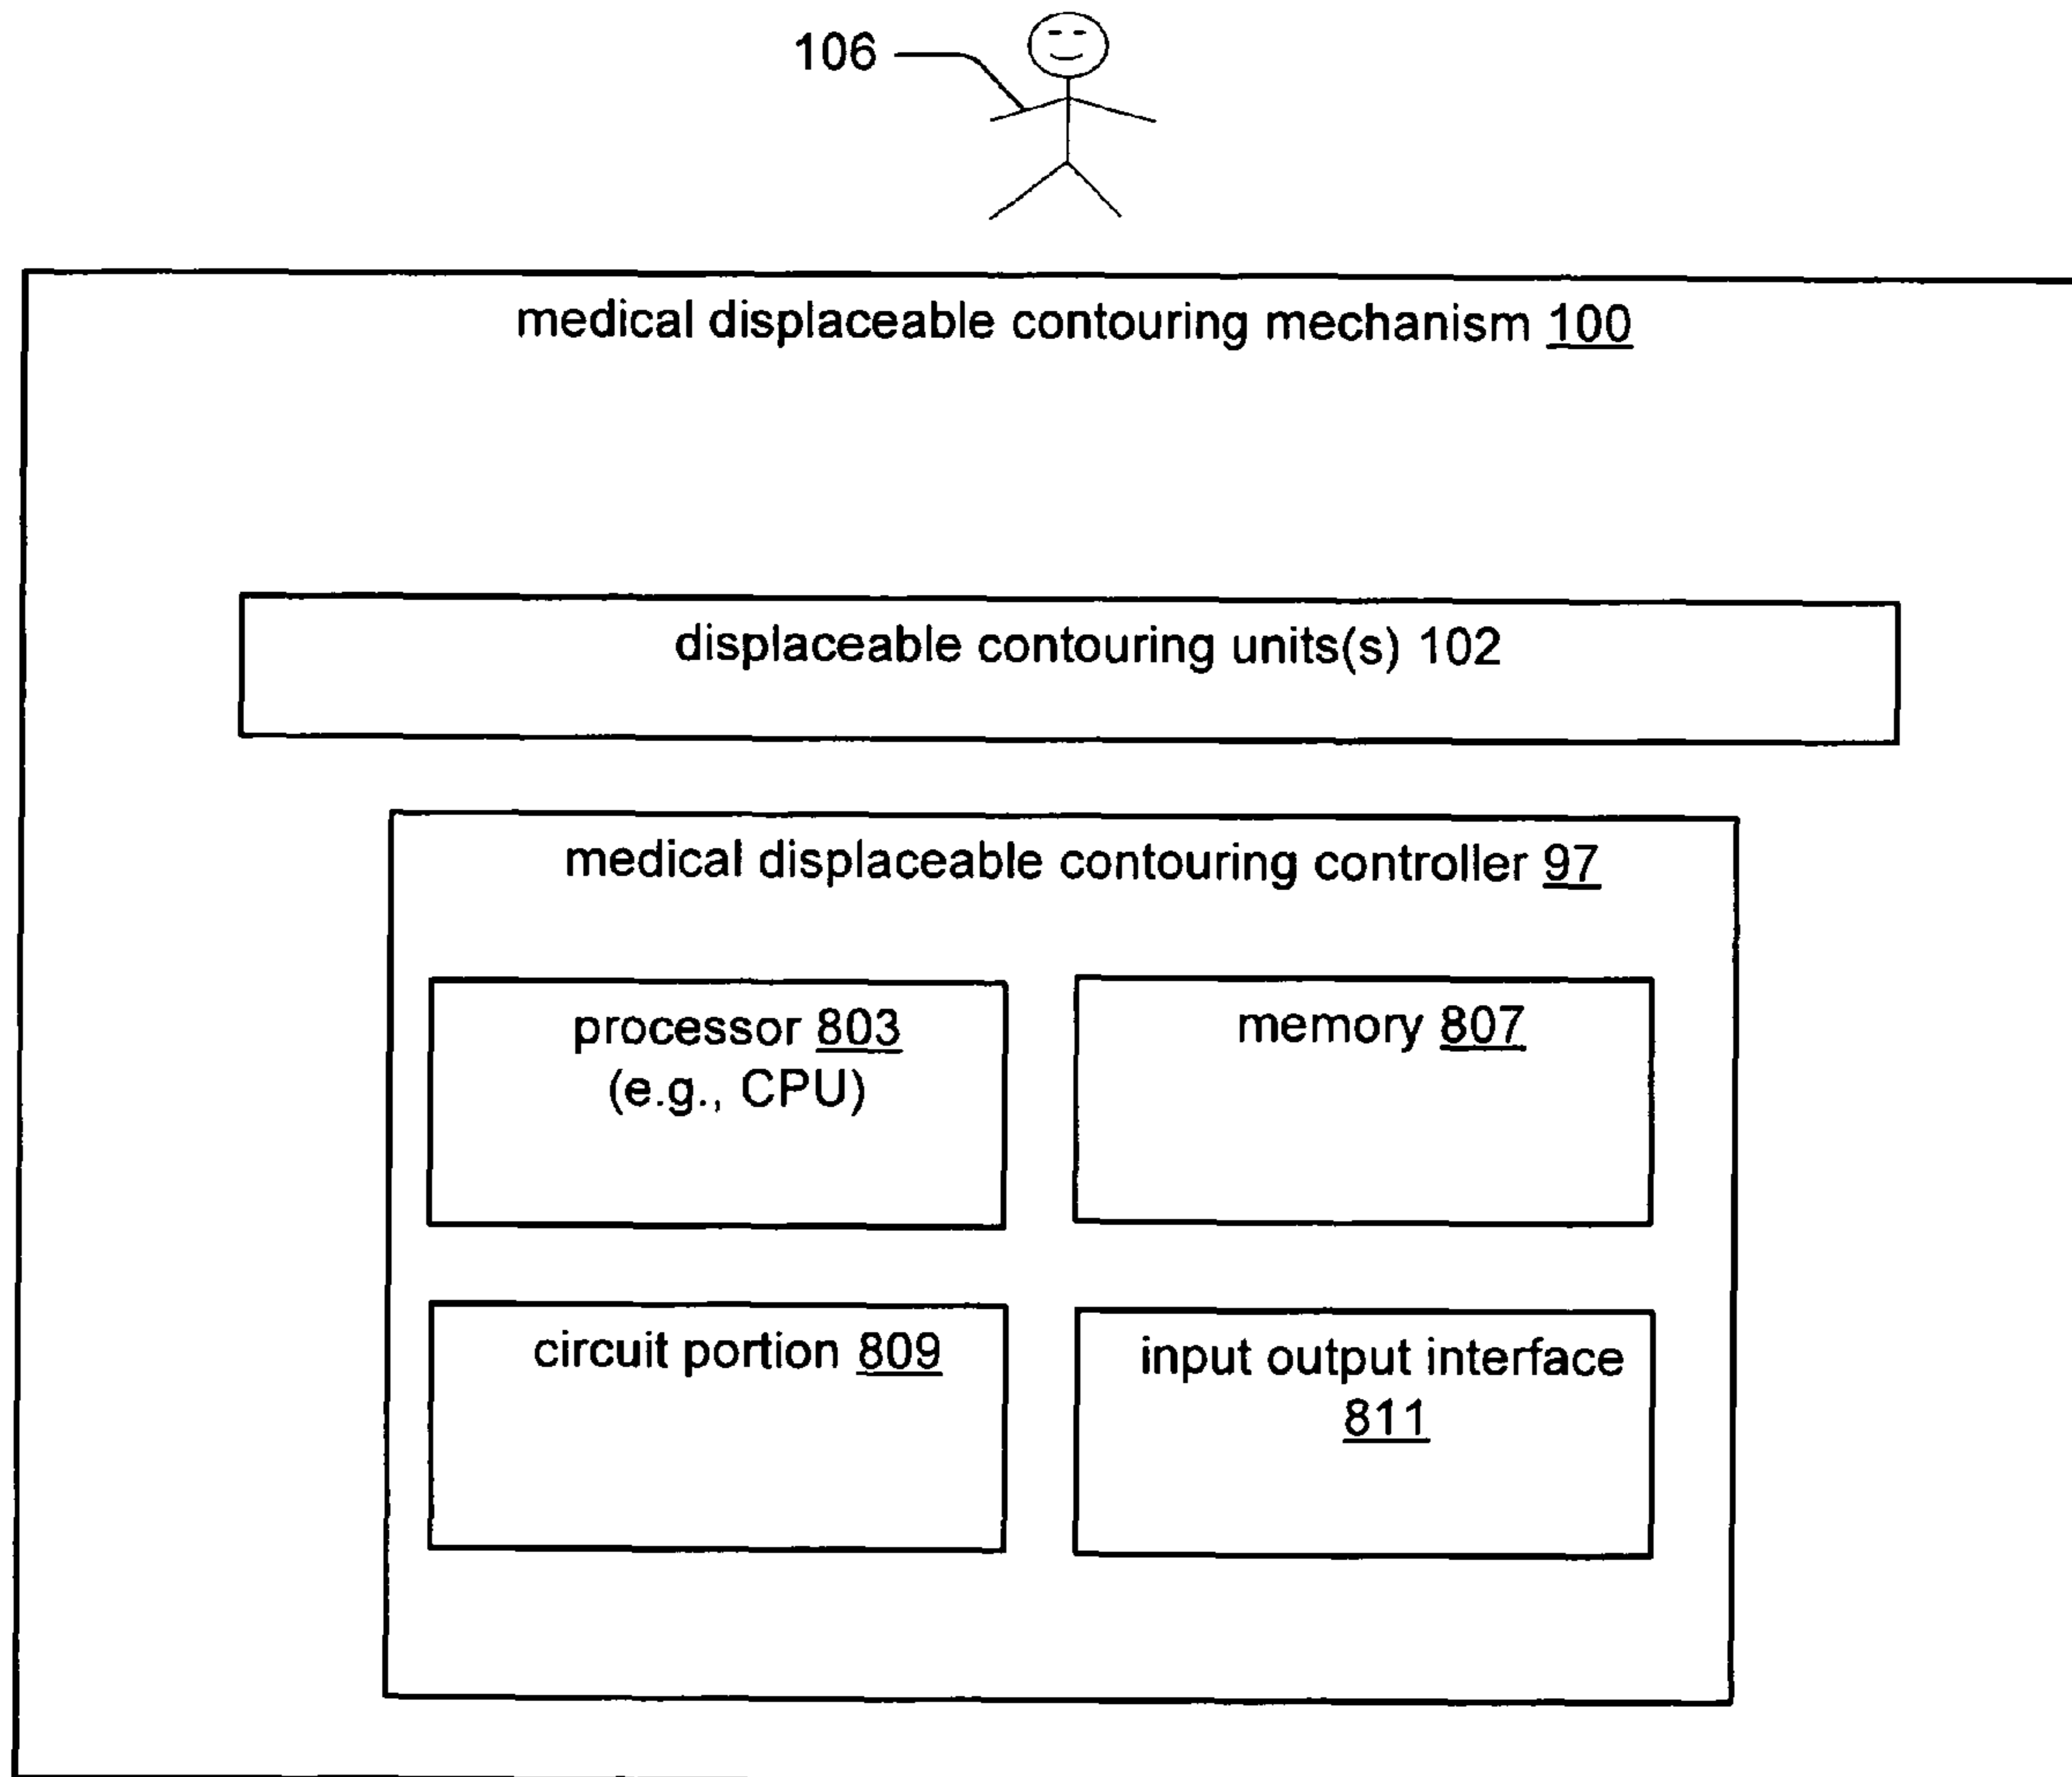 106
medical displaceable contouring mechanism 100
displaceable contouring units(s) 102
medical displaceable contouring controller 97
processor 803
(e.g., CPU)
memory 807
circuit portion 809
input output interface
811